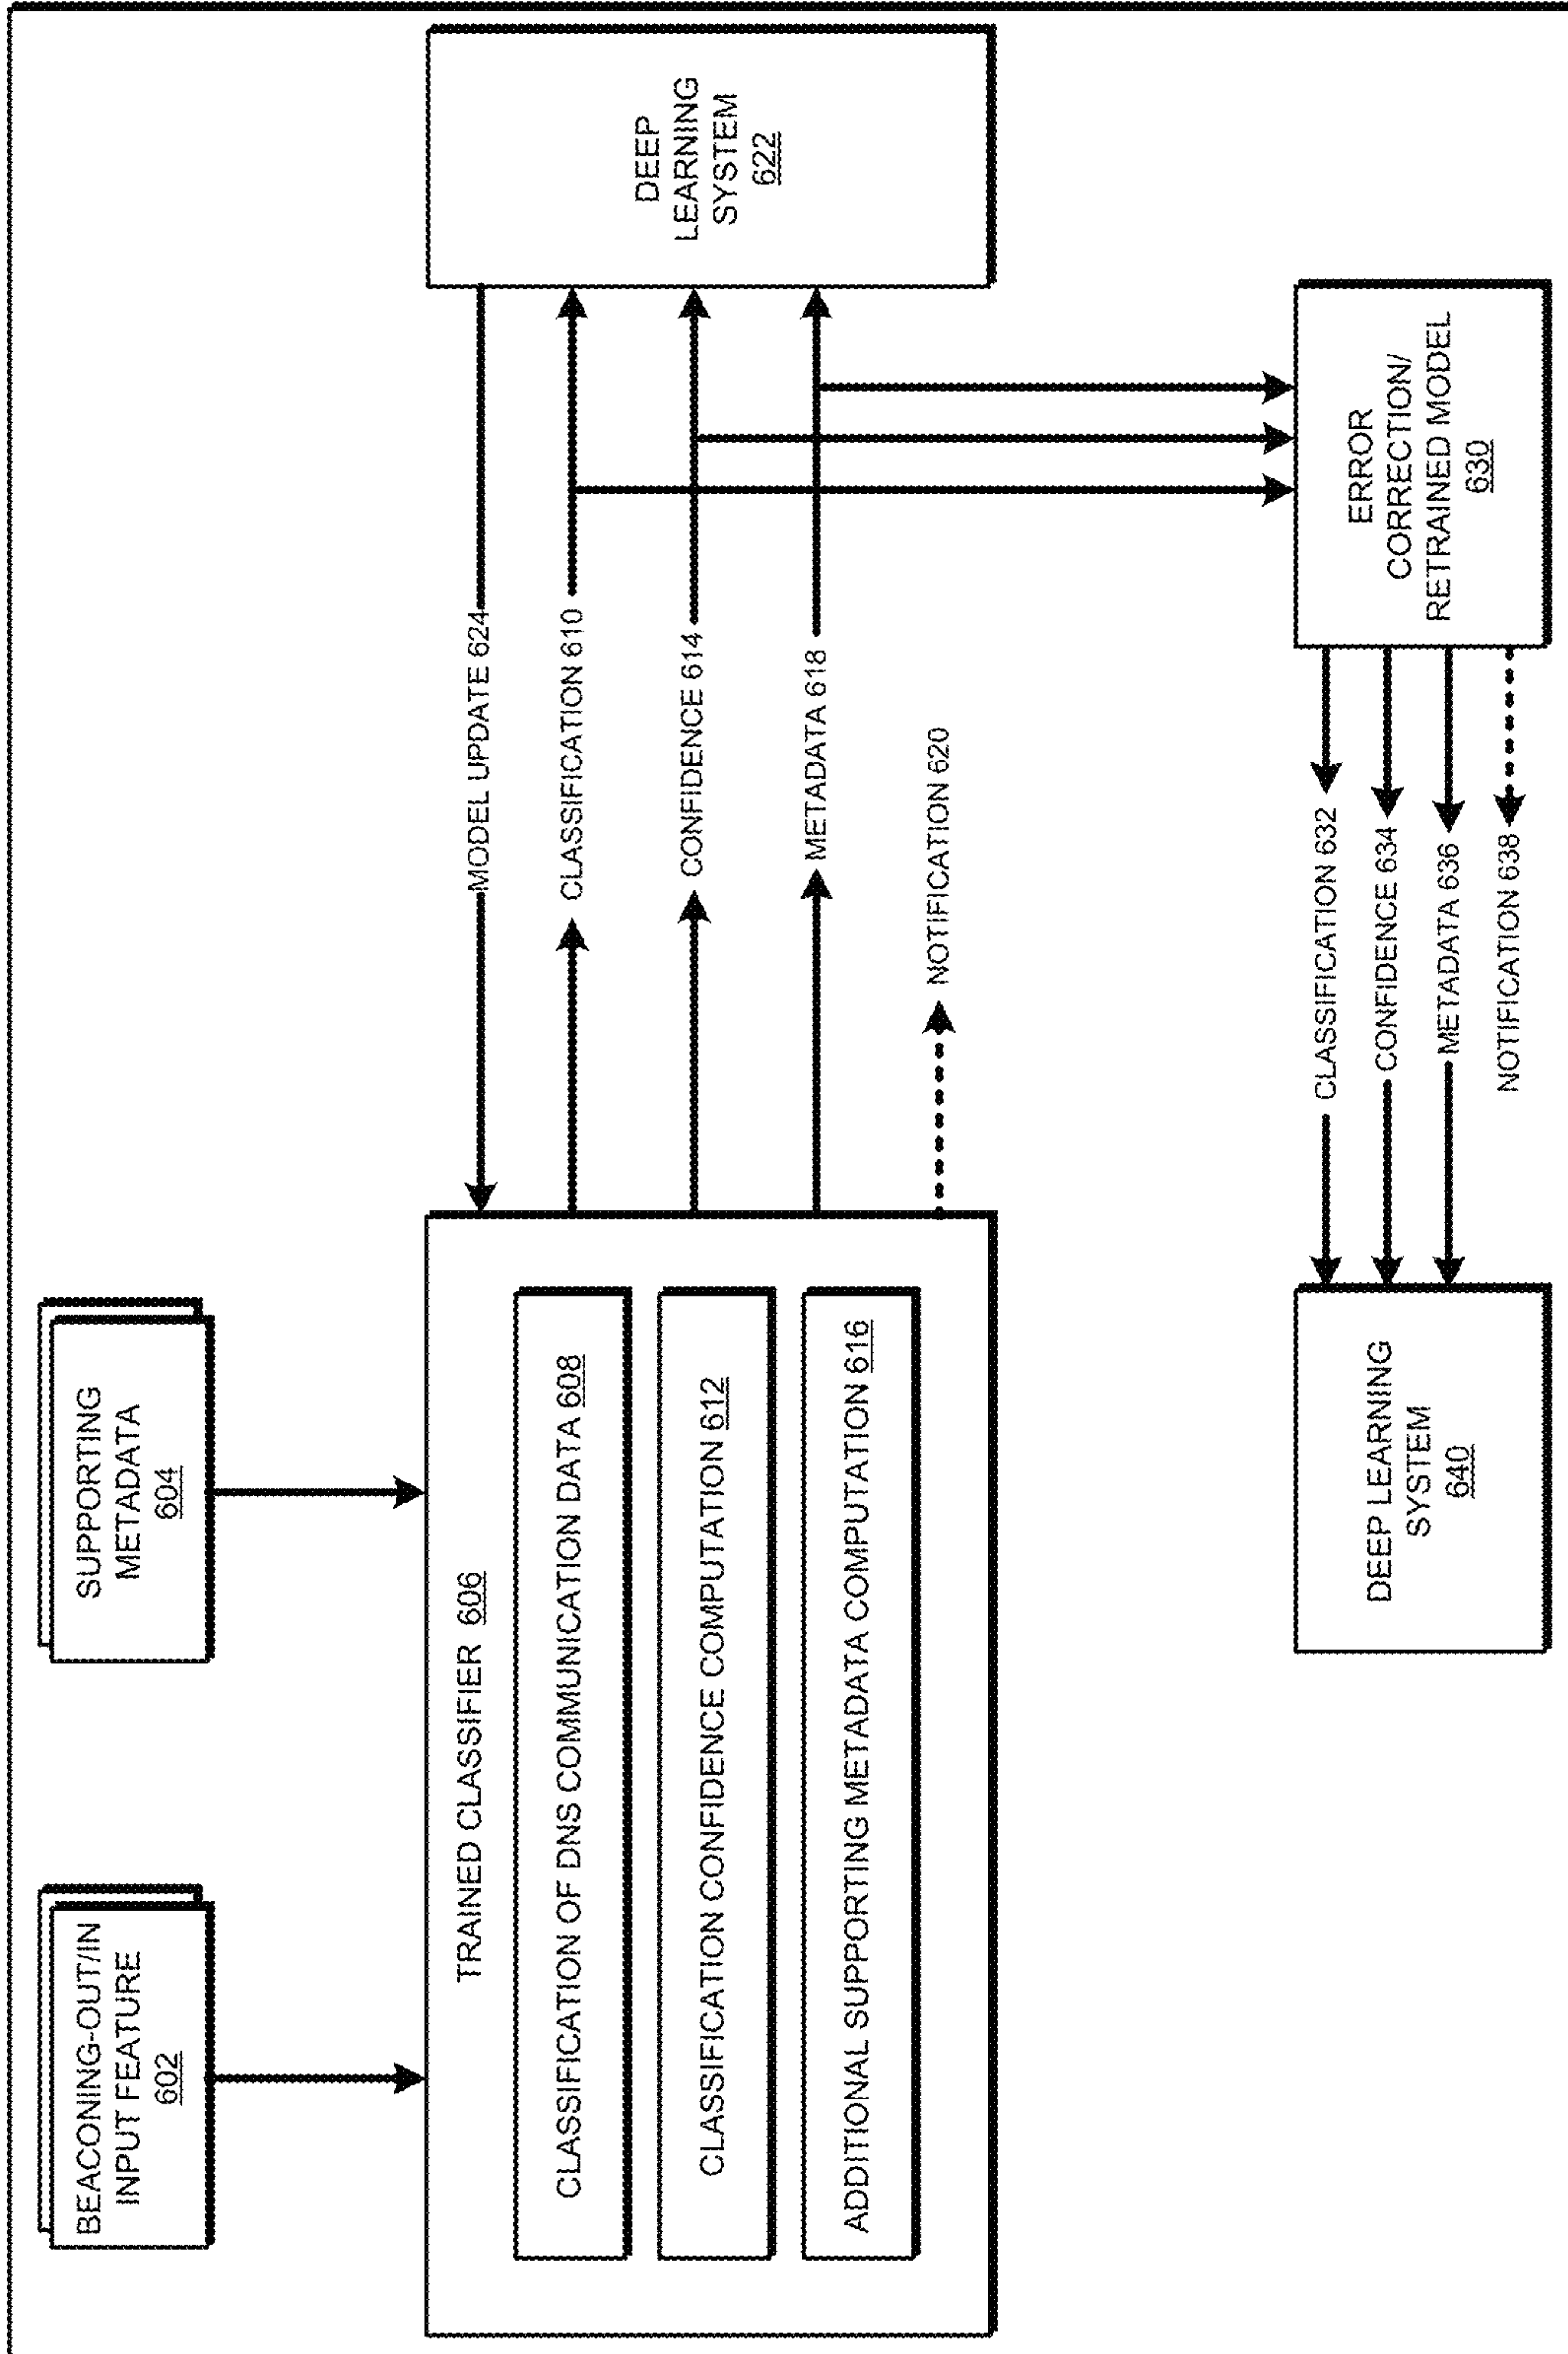 BEACONING-OUT/IN
INPUT FEATURE
602
SUPPORTING
METADATA
604
TRAINED CLASSIFIER 606
CLASSIFICATION OF DNS COMMUNICATION DATA 608
CLASSIFICATION CONFIDENCE COMPUTATION 612
ADDITIONAL SUPPORTING METADATA COMPUTATION 616
MODEL UPDATE 624
CLASSIFICATION 610
CONFIDENCE 614
METADATA 618
NOTIFICATION 620
DEEP
LEARNING
SYSTEM
622
DEEP LEARNING
SYSTEM
640
CLASSIFICATION 632
CONFIDENCE 634
METADATA 636
NOTIFICATION 638
ERROR
CORRECTION/
RETRAINED MODEL
630